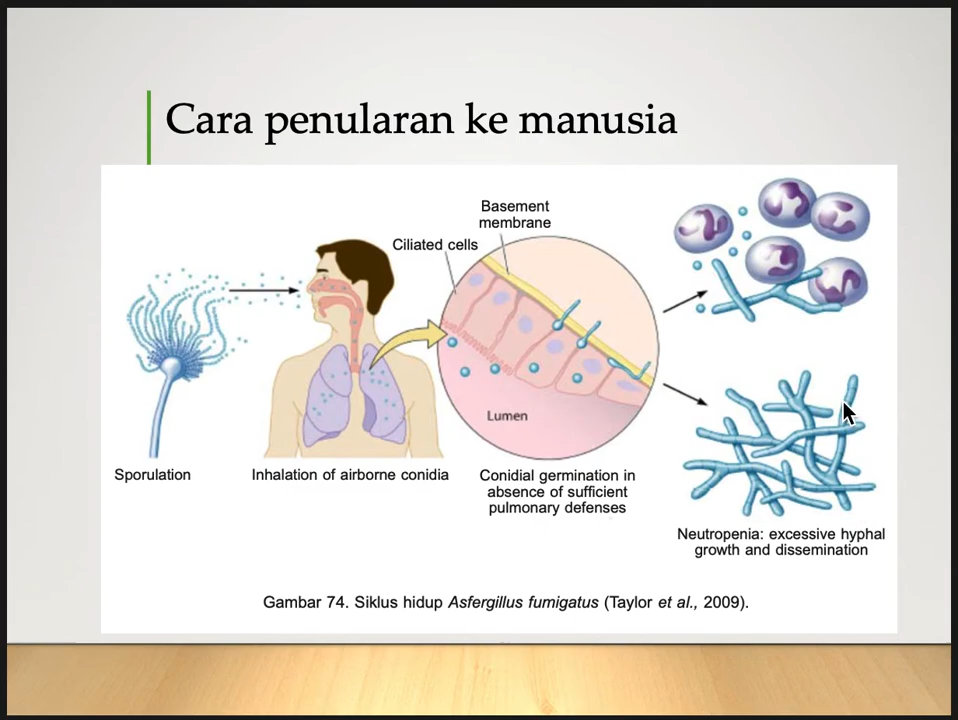 Cara penularan ke manusia
Basement
membrane
Ciliated cells
Lumen
Sporulation
Inhalation of airborne conidia
Conidial germination in
absence of sufficient
pulmonary defenses
Neutropenia: excessive hyphal
growth and dissemination
Gambar 74. Siklus hidup Asfergillus fumigatus (Taylor et al., 2009).